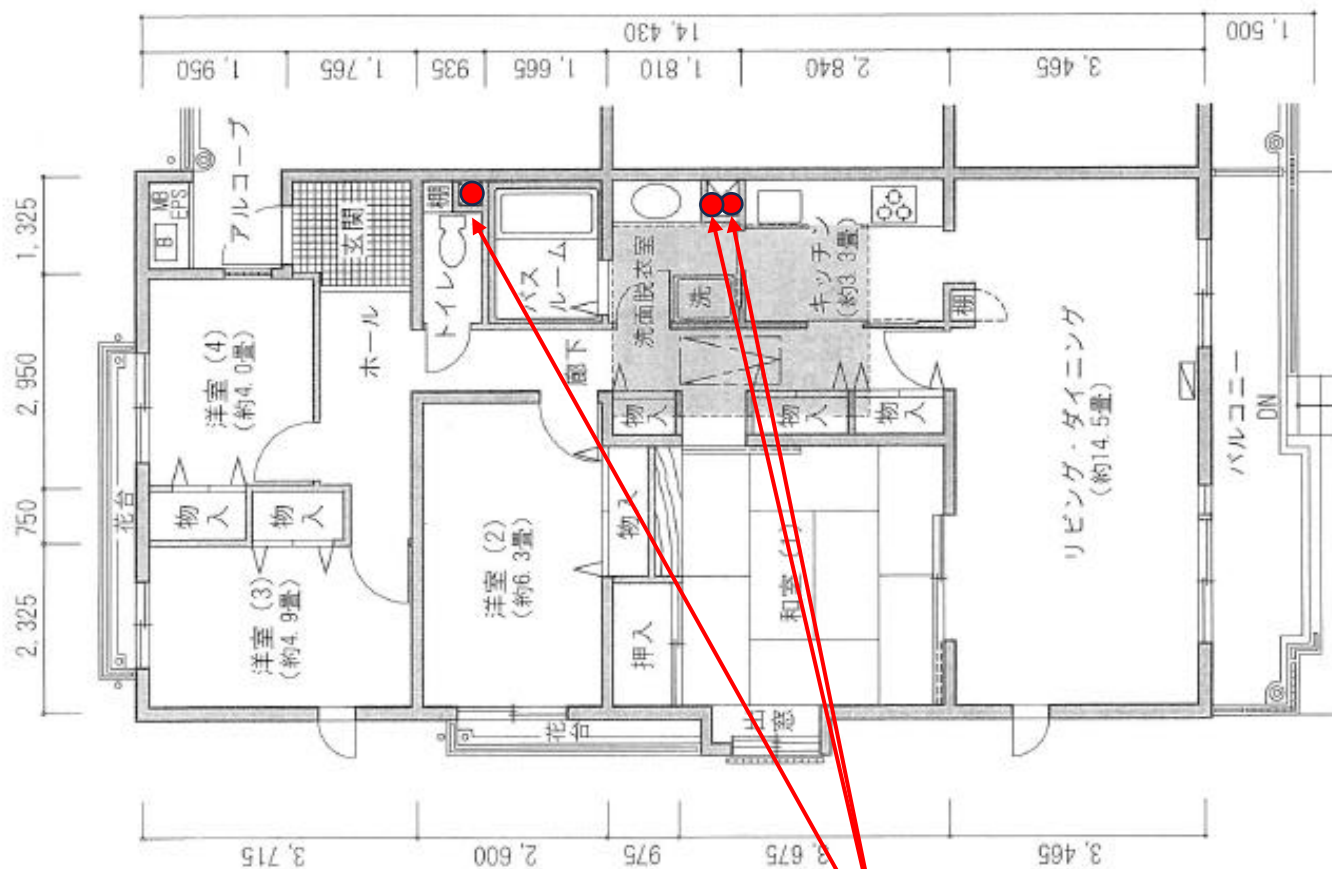 14,430
1,500
1,950
1,765
935
1,665
1,810
2,840
3,465
1,325
2,950
750
2,325
MB
EPS
B
アルコーブ
玄関
棚
トイレ
バス
ルーム
洗面脱衣室
洗
キッチン
(約3.3畳)
棚
洋室 (4)
(約4.0畳)
ホール
廊下
物入
物入
物入
リビング・ダイニング
(約14.5畳)
バルコニー
DN
花台
物入
物入
洋室 (3)
(約4.9畳)
洋室 (2)
(約6.3畳)
物入
押入
和室 (1)
花台
出窓
3,715
2,600
975
3,675
3,465